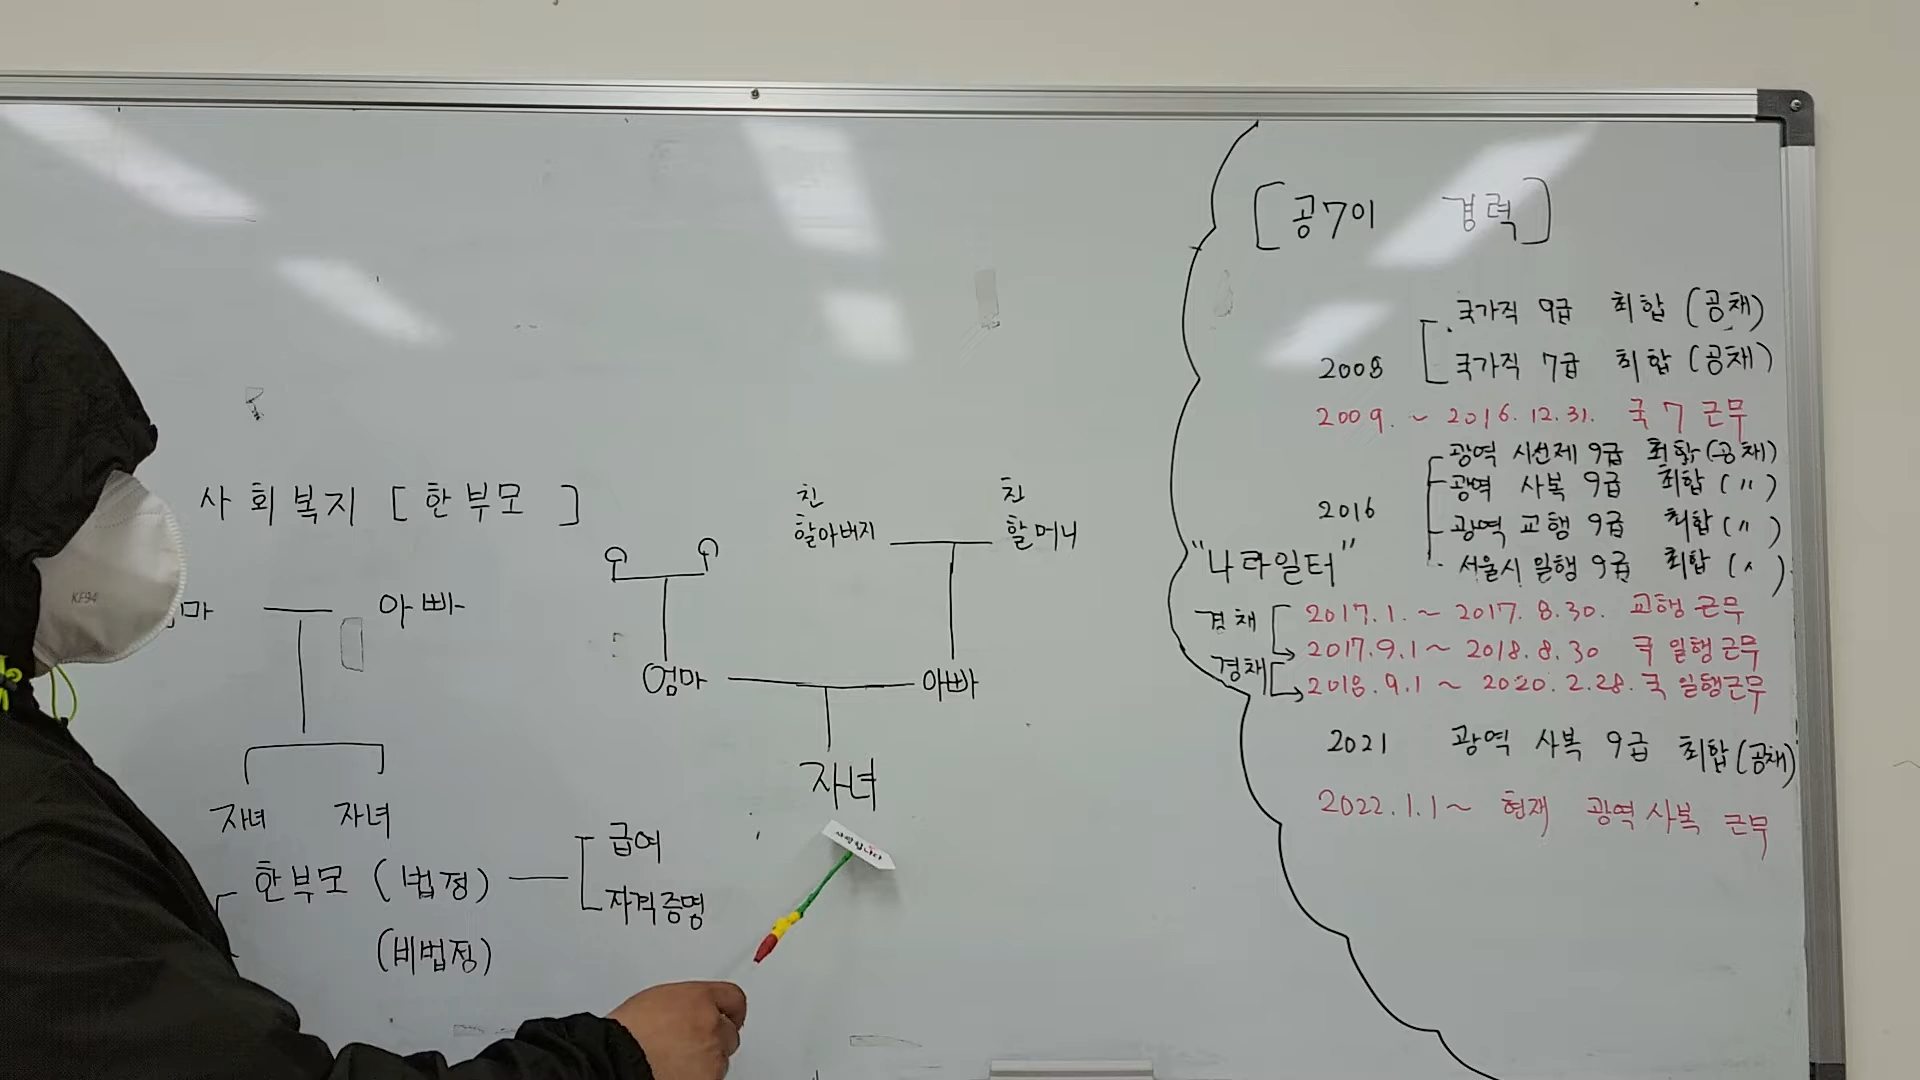 사회복지 [한부모]
아빠
자녀 자녀
한부모 (법정)
(비법정)
급여
자격증명
친
할아버지
친
할머니
엄마 아빠
자녀
KF94
[공7이 경력]
2008
국가직 9급 최합 (공채)
국가직 7급 최합 (공채)
2009. ~ 2016. 12. 31. 국7 근무
2016
광역 시선제 9급 최합 (공채)
광역 사복 9급 최합 (〃)
광역 교행 9급 최합 (〃)
서울시 일행 9급 최합 (〃)
"나라일터"
경채 2017. 1. ~ 2017. 8. 30. 교행 근무
경채 2017. 9. 1 ~ 2018. 8. 30 국 일행 근무
2018. 9. 1 ~ 2020. 2. 28. 국 일행 근무
2021 광역 사복 9급 최합 (공채)
2022. 1. 1 ~ 현재 광역 사복 근무